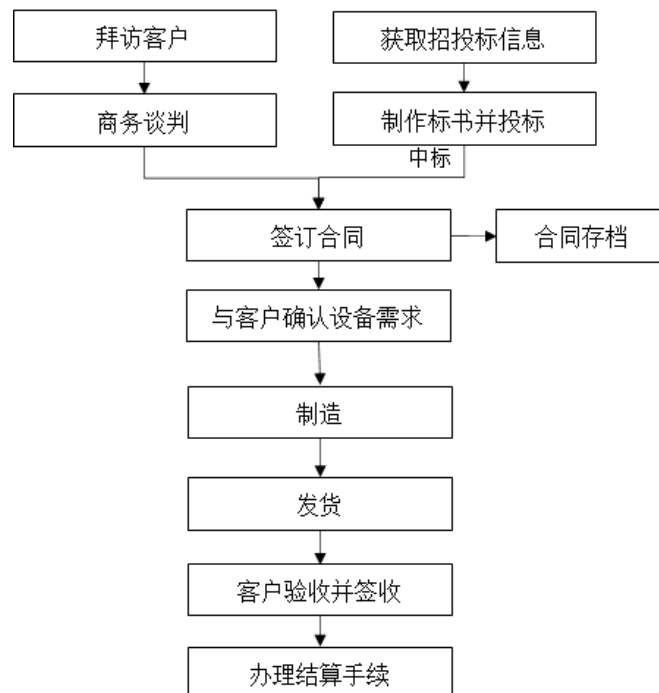 拜访客户
获取招投标信息
商务谈判
制作标书并投标
中标
签订合同
合同存档
与客户确认设备需求
制造
发货
客户验收并签收
办理结算手续